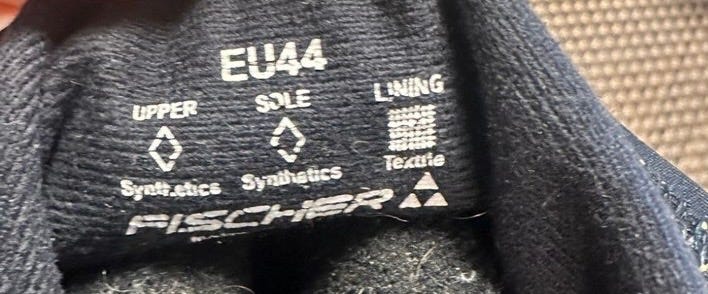 EU44
UPPER SOLE LINING
Synthetics Synthetics Textile
FISCHER